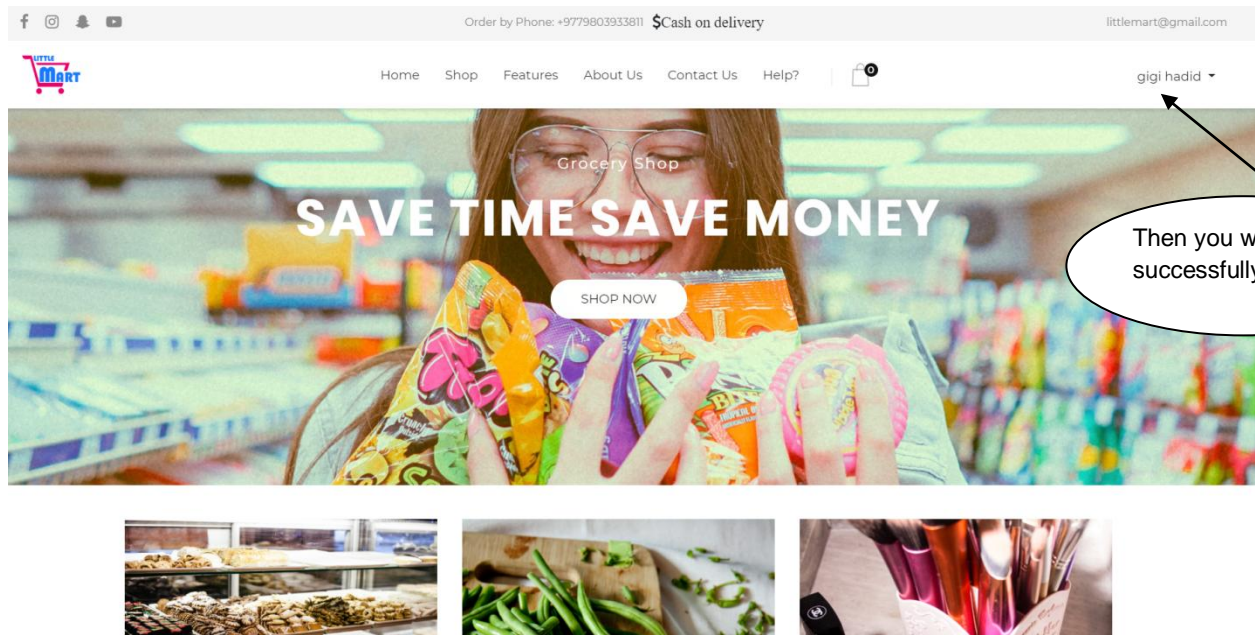 Order by Phone: +9779803933811 $Cash on delivery
littlemart@gmail.com
LITTLE
MART
Home Shop Features About Us Contact Us Help? 0
gigi hadid
Grocery Shop
SAVE TIME SAVE MONEY
SHOP NOW
Then you w
successfully